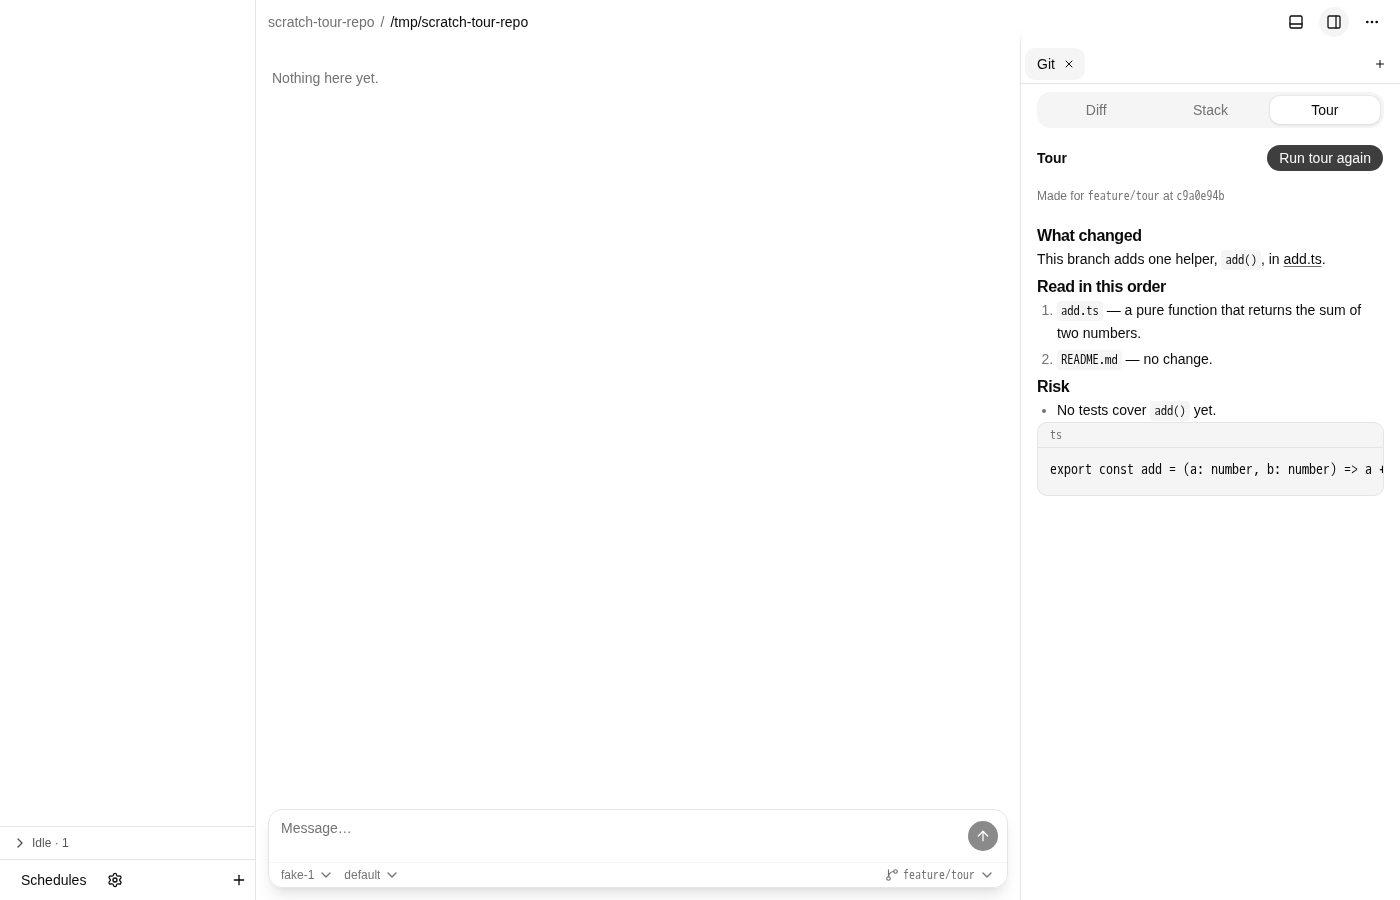 scratch-tour-repo / /tmp/scratch-tour-repo
Nothing here yet.
Idle · 1
Schedules
Message…
fake-1 default feature/tour
Git
Diff Stack Tour
Tour Run tour again
Made for feature/tour at c9a0e94b
What changed
This branch adds one helper, add(), in add.ts.
Read in this order
1. add.ts — a pure function that returns the sum of
two numbers.
2. README.md — no change.
Risk
• No tests cover add() yet.
ts
export const add = (a: number, b: number) => a +